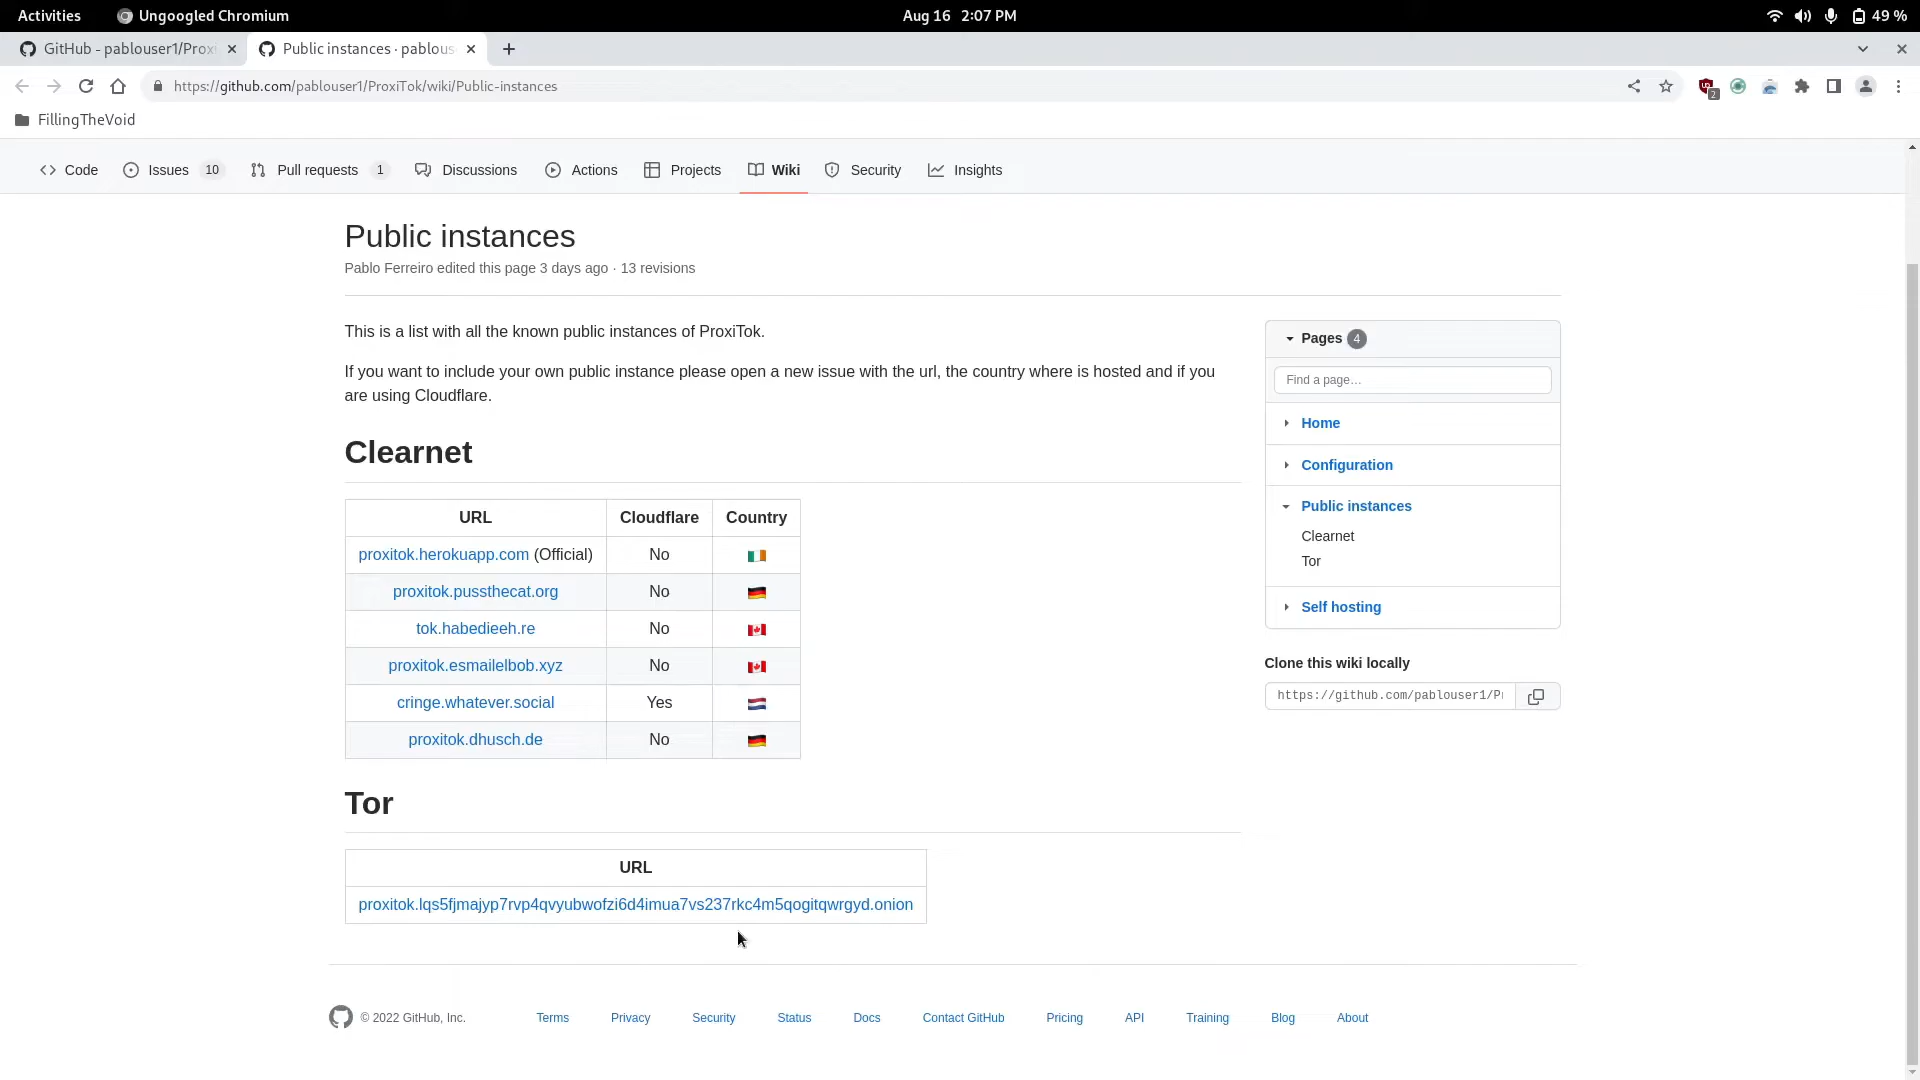 Activities Ungoogled Chromium Aug 16 2:07 PM 49 %
GitHub - pablouser1/Proxi Public instances · pablous
https://github.com/pablouser1/ProxiTok/wiki/Public-instances 2
FillingTheVoid
Code Issues 10 Pull requests 1 Discussions Actions Projects Wiki Security Insights
Public instances
Pablo Ferreiro edited this page 3 days ago · 13 revisions
This is a list with all the known public instances of ProxiTok.
If you want to include your own public instance please open a new issue with the url, the country where is hosted and if you
are using Cloudflare.
Clearnet
URL Cloudflare Country
proxitok.herokuapp.com (Official) No
proxitok.pussthecat.org No
tok.habedieeh.re No
proxitok.esmailelbob.xyz No
cringe.whatever.social Yes
proxitok.dhusch.de No
Tor
URL
proxitok.lqs5fjmajyp7rvp4qvyubwofzi6d4imua7vs237rkc4m5qogitqwrgyd.onion
Pages 4
Find a page…
Home
Configuration
Public instances
Clearnet
Tor
Self hosting
Clone this wiki locally
https://github.com/pablouser1/P
© 2022 GitHub, Inc. Terms Privacy Security Status Docs Contact GitHub Pricing API Training Blog About